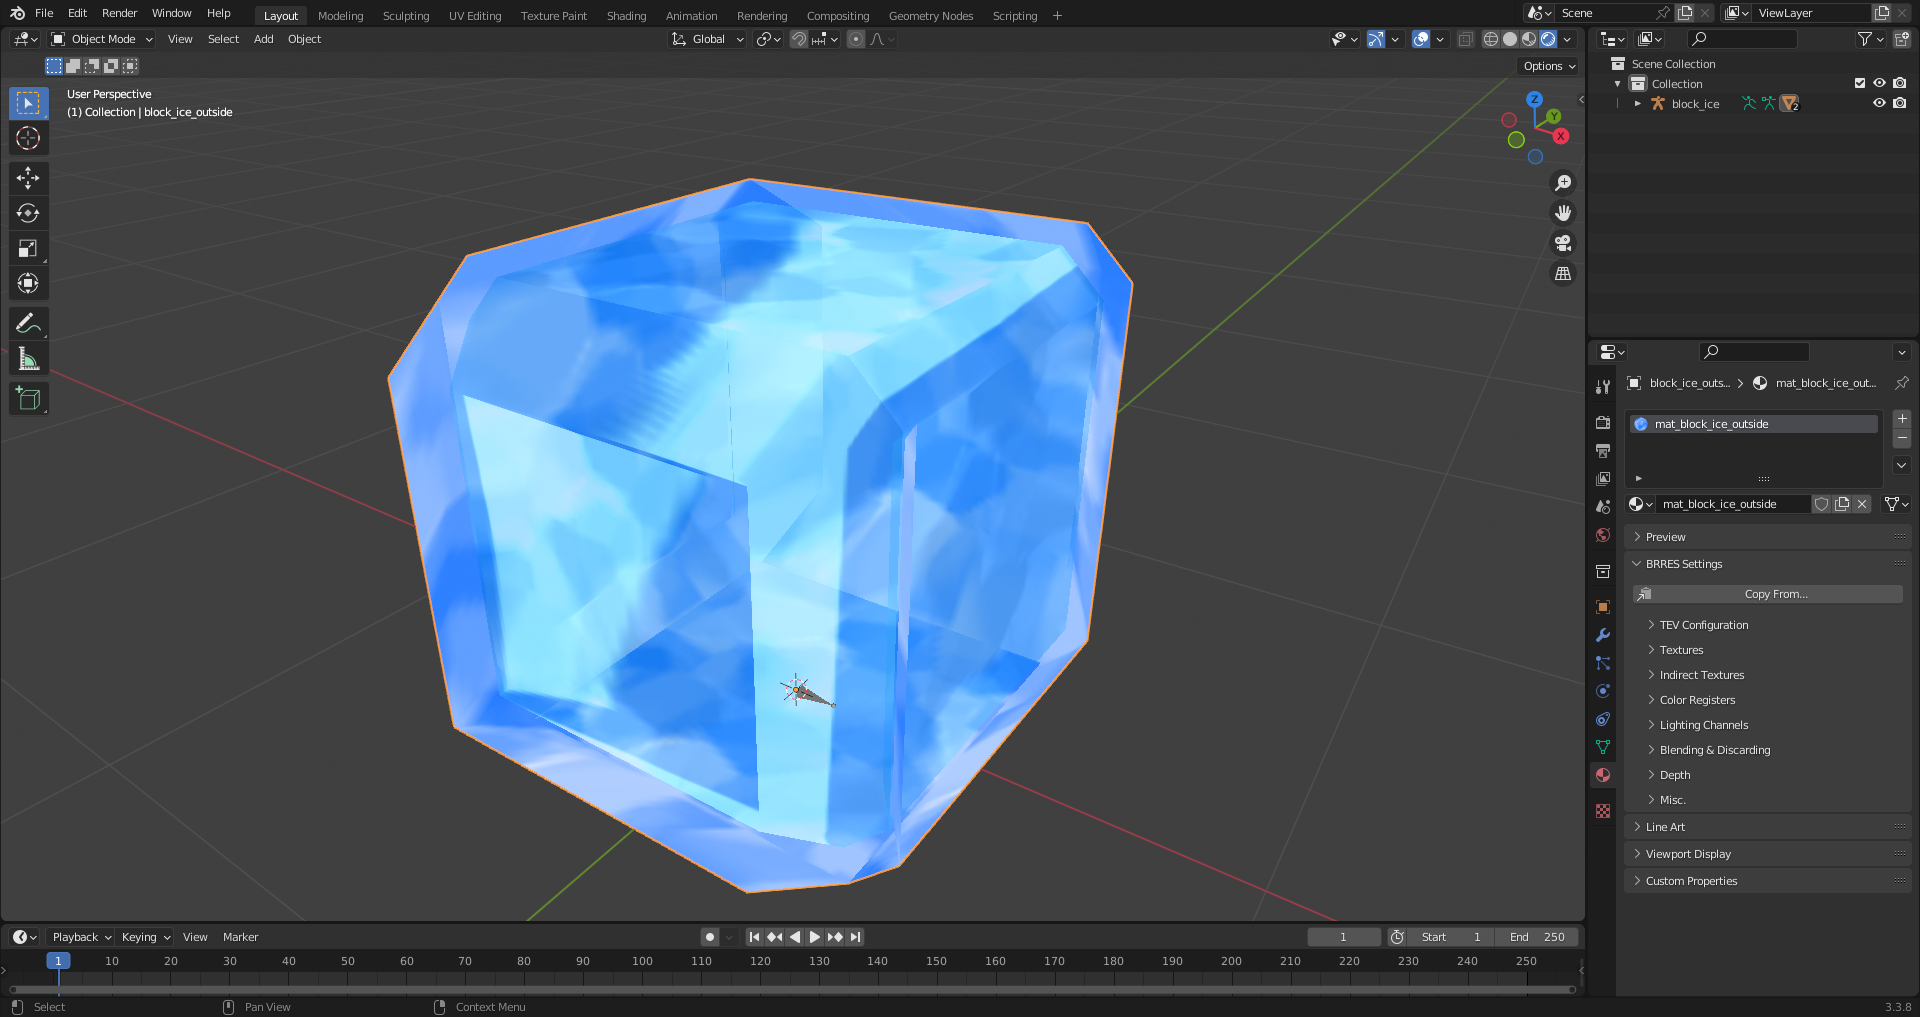 File Edit Render Window Help Layout Modeling Sculpting UV Editing Texture Paint Shading Animation Rendering Compositing Geometry Nodes Scripting + Scene ViewLayer
Object Mode View Select Add Object Global
Options
User Perspective
(1) Collection | block_ice_outside
Z
Y
X
Scene Collection
Collection
block_ice 2
block_ice_outs... mat_block_ice_out...
mat_block_ice_outside
mat_block_ice_outside
Preview
BRRES Settings
Copy From...
TEV Configuration
Textures
Indirect Textures
Color Registers
Lighting Channels
Blending & Discarding
Depth
Misc.
Line Art
Viewport Display
Custom Properties
Playback Keying View Marker 1 Start 1 End 250
1 10 20 30 40 50 60 70 80 90 100 110 120 130 140 150 160 170 180 190 200 210 220 230 240 250
Select Pan View Context Menu 3.3.8